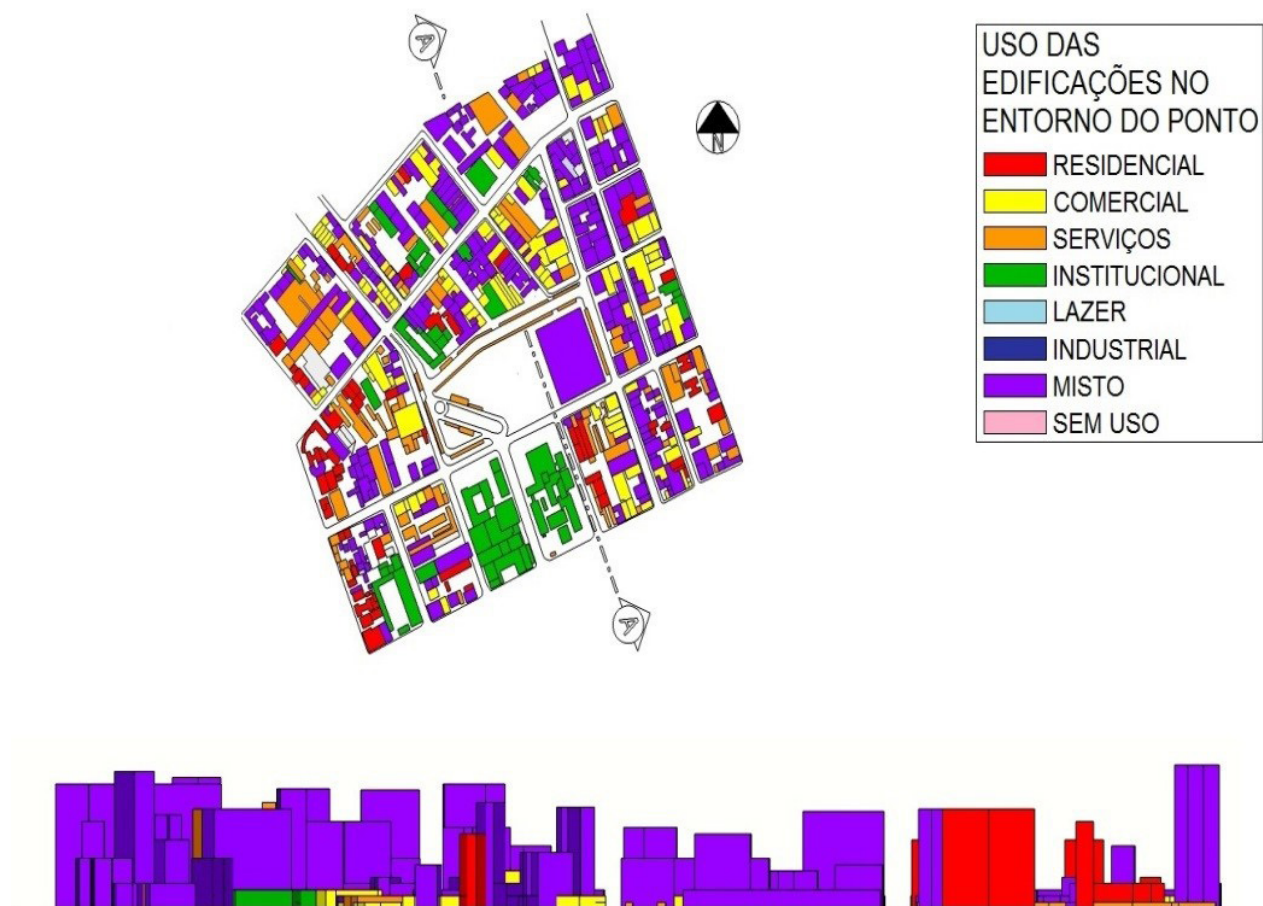 A
USO DAS
EDIFICAÇÕES NO
ENTORNO DO PONTO
N
RESIDENCIAL
COMERCIAL
SERVIÇOS
INSTITUCIONAL
LAZER
INDUSTRIAL
MISTO
SEM USO
A